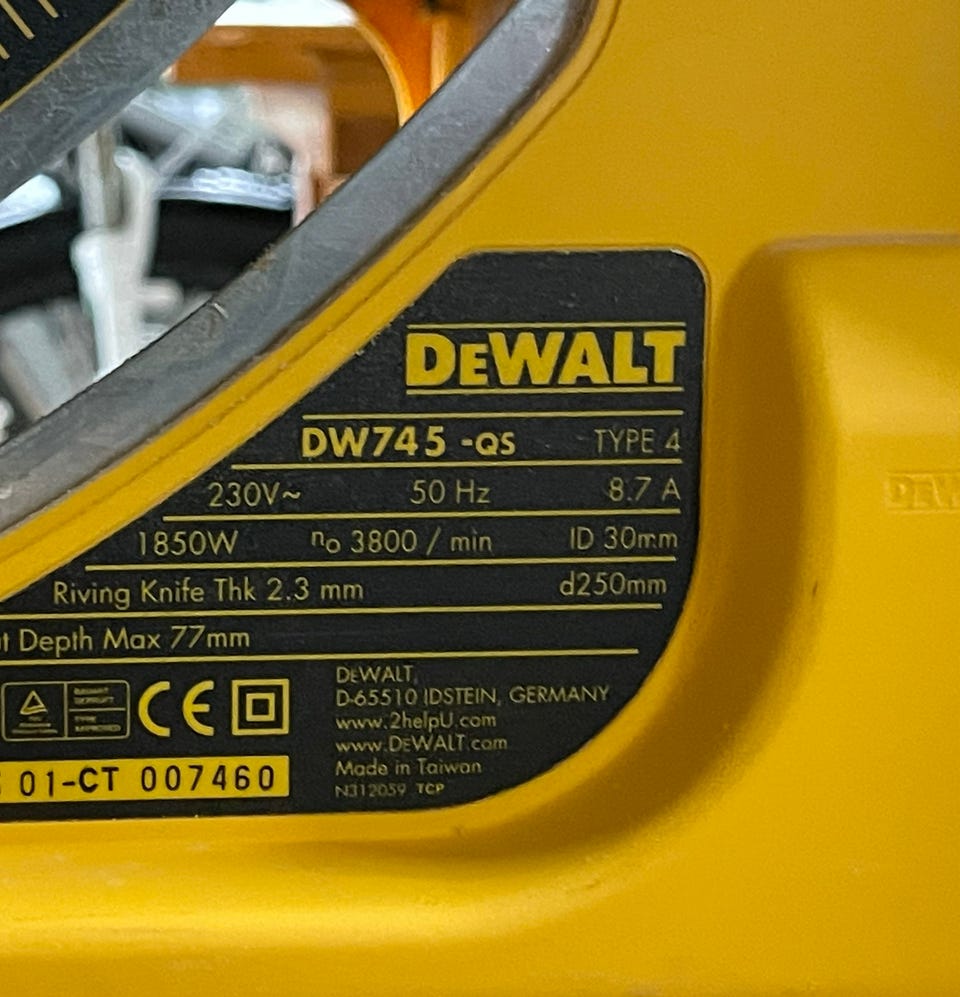 DEWALT
DW745 -QS TYPE 4
230V~ 50 Hz 8.7 A
1850W no 3800 / min ID 30mm
Riving Knife Thk 2.3 mm d250mm
Depth Max 77mm
CE
DEWALT,
D-65510 IDSTEIN, GERMANY
www.2helpU.com
www.DEWALT.com
Made in Taiwan
N312059 TCP
01-CT 007460